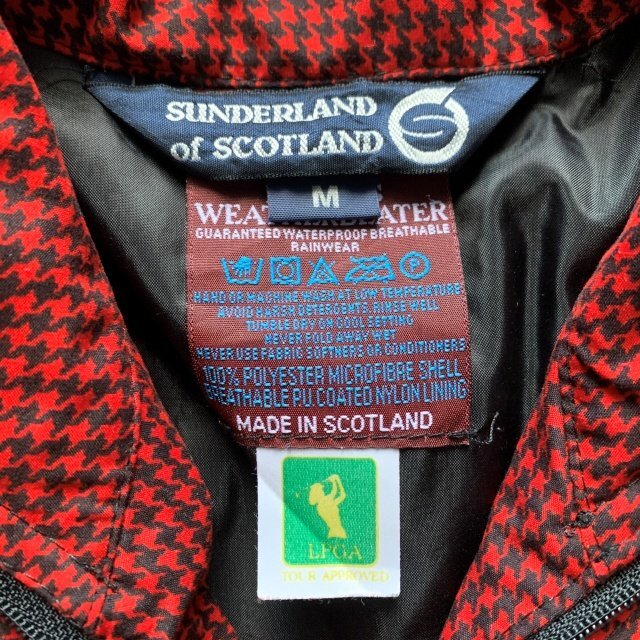 SUNDERLAND
of SCOTLAND
M
WEATHERBEATER
GUARANTEED WATERPROOF BREATHABLE
RAINWEAR
HAND OR MACHINE WASH AT LOW TEMPERATURE
AVOID HARSH DETERGENTS. RINSE WELL
TUMBLE DRY ON COOL SETTING
NEVER FOLD AWAY WET
NEVER USE FABRIC SOFTNERS OR CONDITIONERS
100% POLYESTER MICROFIBRE SHELL
BREATHABLE PU COATED NYLON LINING
MADE IN SCOTLAND
LPGA
TOUR APPROVED